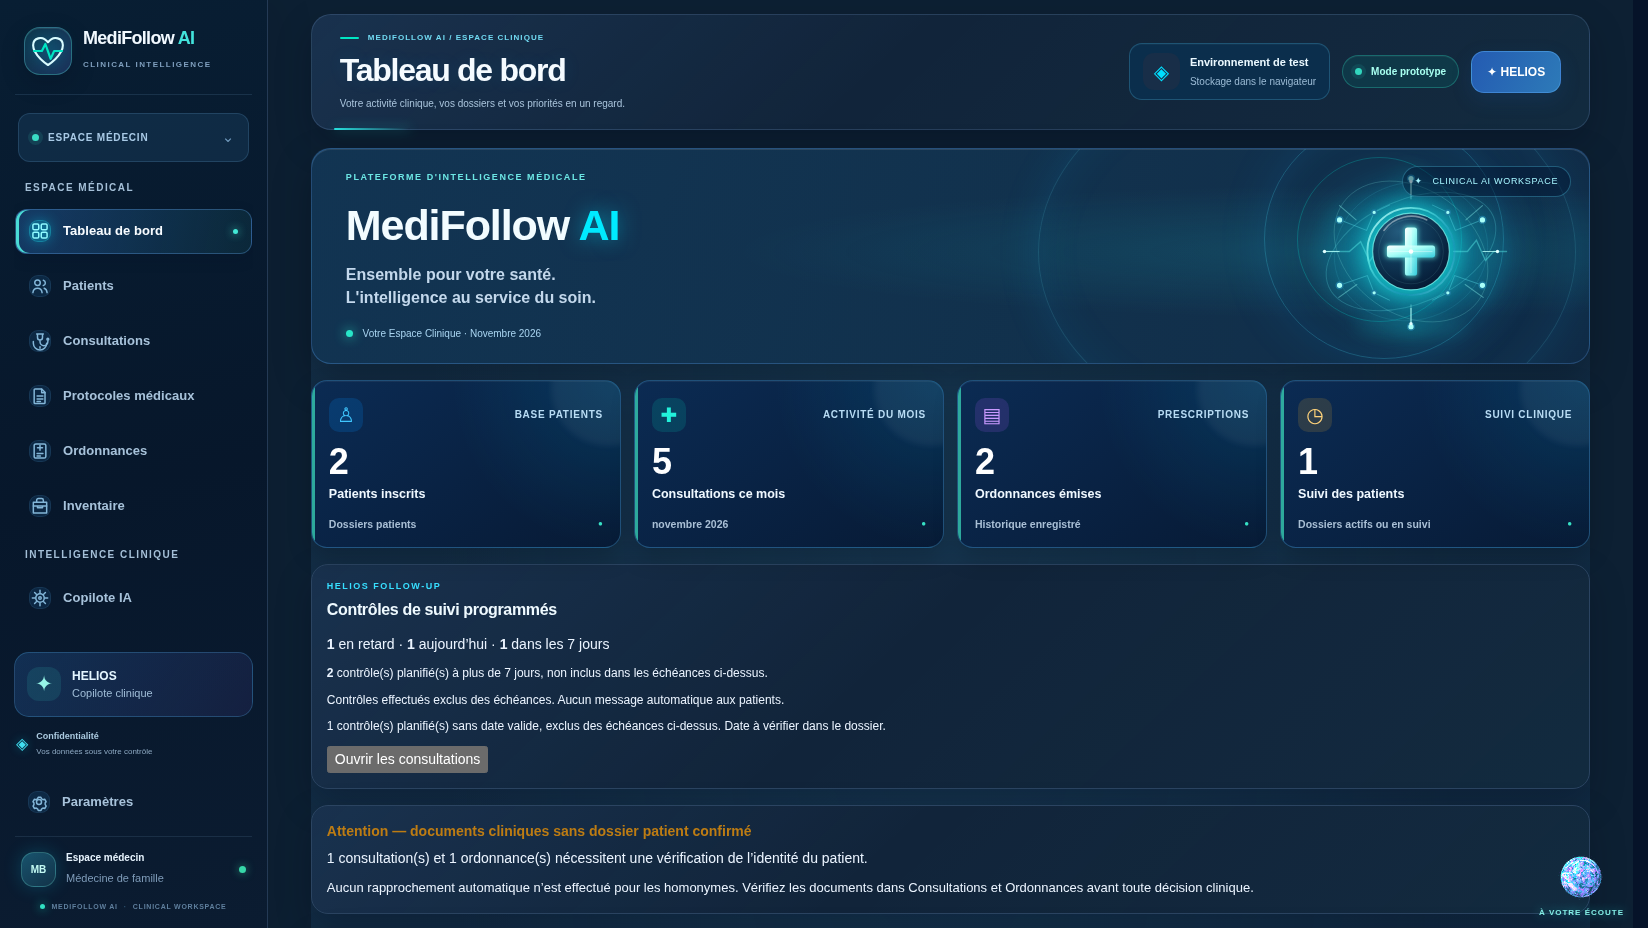 MediFollow AI
CLINICAL INTELLIGENCE
ESPACE MÉDECIN
ESPACE MÉDICAL
Tableau de bord
Patients
Consultations
Protocoles médicaux
Ordonnances
Inventaire
INTELLIGENCE CLINIQUE
Copilote IA
HELIOS
Copilote clinique
Confidentialité
Vos données sous votre contrôle
Paramètres
MB
Espace médecin
Médecine de famille
MEDIFOLLOW AI · CLINICAL WORKSPACE
MEDIFOLLOW AI / ESPACE CLINIQUE
Tableau de bord
Votre activité clinique, vos dossiers et vos priorités en un regard.
Environnement de test
Stockage dans le navigateur
Mode prototype
✦ HELIOS
PLATEFORME D'INTELLIGENCE MÉDICALE
MediFollow AI
Ensemble pour votre santé.
L'intelligence au service du soin.
Votre Espace Clinique · Novembre 2026
✦ CLINICAL AI WORKSPACE
BASE PATIENTS
2
Patients inscrits
Dossiers patients
ACTIVITÉ DU MOIS
5
Consultations ce mois
novembre 2026
PRESCRIPTIONS
2
Ordonnances émises
Historique enregistré
SUIVI CLINIQUE
1
Suivi des patients
Dossiers actifs ou en suivi
HELIOS FOLLOW-UP
Contrôles de suivi programmés
1 en retard · 1 aujourd’hui · 1 dans les 7 jours
2 contrôle(s) planifié(s) à plus de 7 jours, non inclus dans les échéances ci-dessus.
Contrôles effectués exclus des échéances. Aucun message automatique aux patients.
1 contrôle(s) planifié(s) sans date valide, exclus des échéances ci-dessus. Date à vérifier dans le dossier.
Ouvrir les consultations
Attention — documents cliniques sans dossier patient confirmé
1 consultation(s) et 1 ordonnance(s) nécessitent une vérification de l’identité du patient.
Aucun rapprochement automatique n’est effectué pour les homonymes. Vérifiez les documents dans Consultations et Ordonnances avant toute décision clinique.
À VOTRE ÉCOUTE